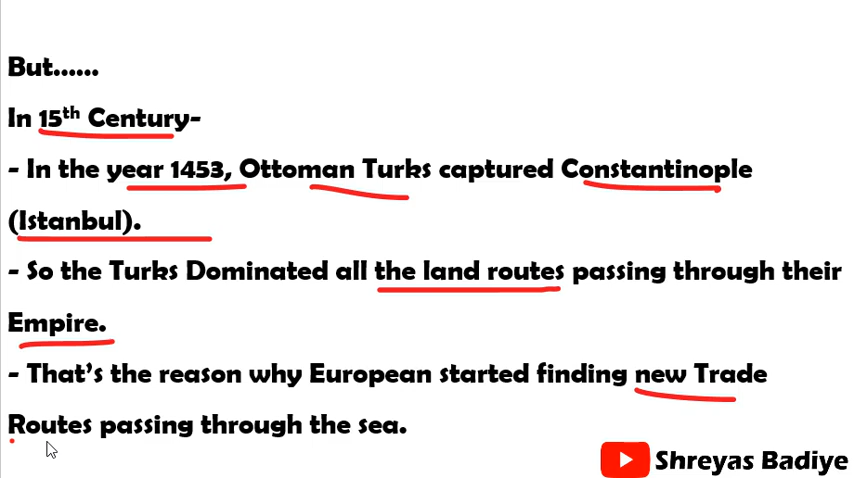 But......
In 15th Century-
- In the year 1453, Ottoman Turks captured Constantinople
(Istanbul).
- So the Turks Dominated all the land routes passing through their
Empire.
- That's the reason why European started finding new Trade
Routes passing through the sea.
Shreyas Badiye